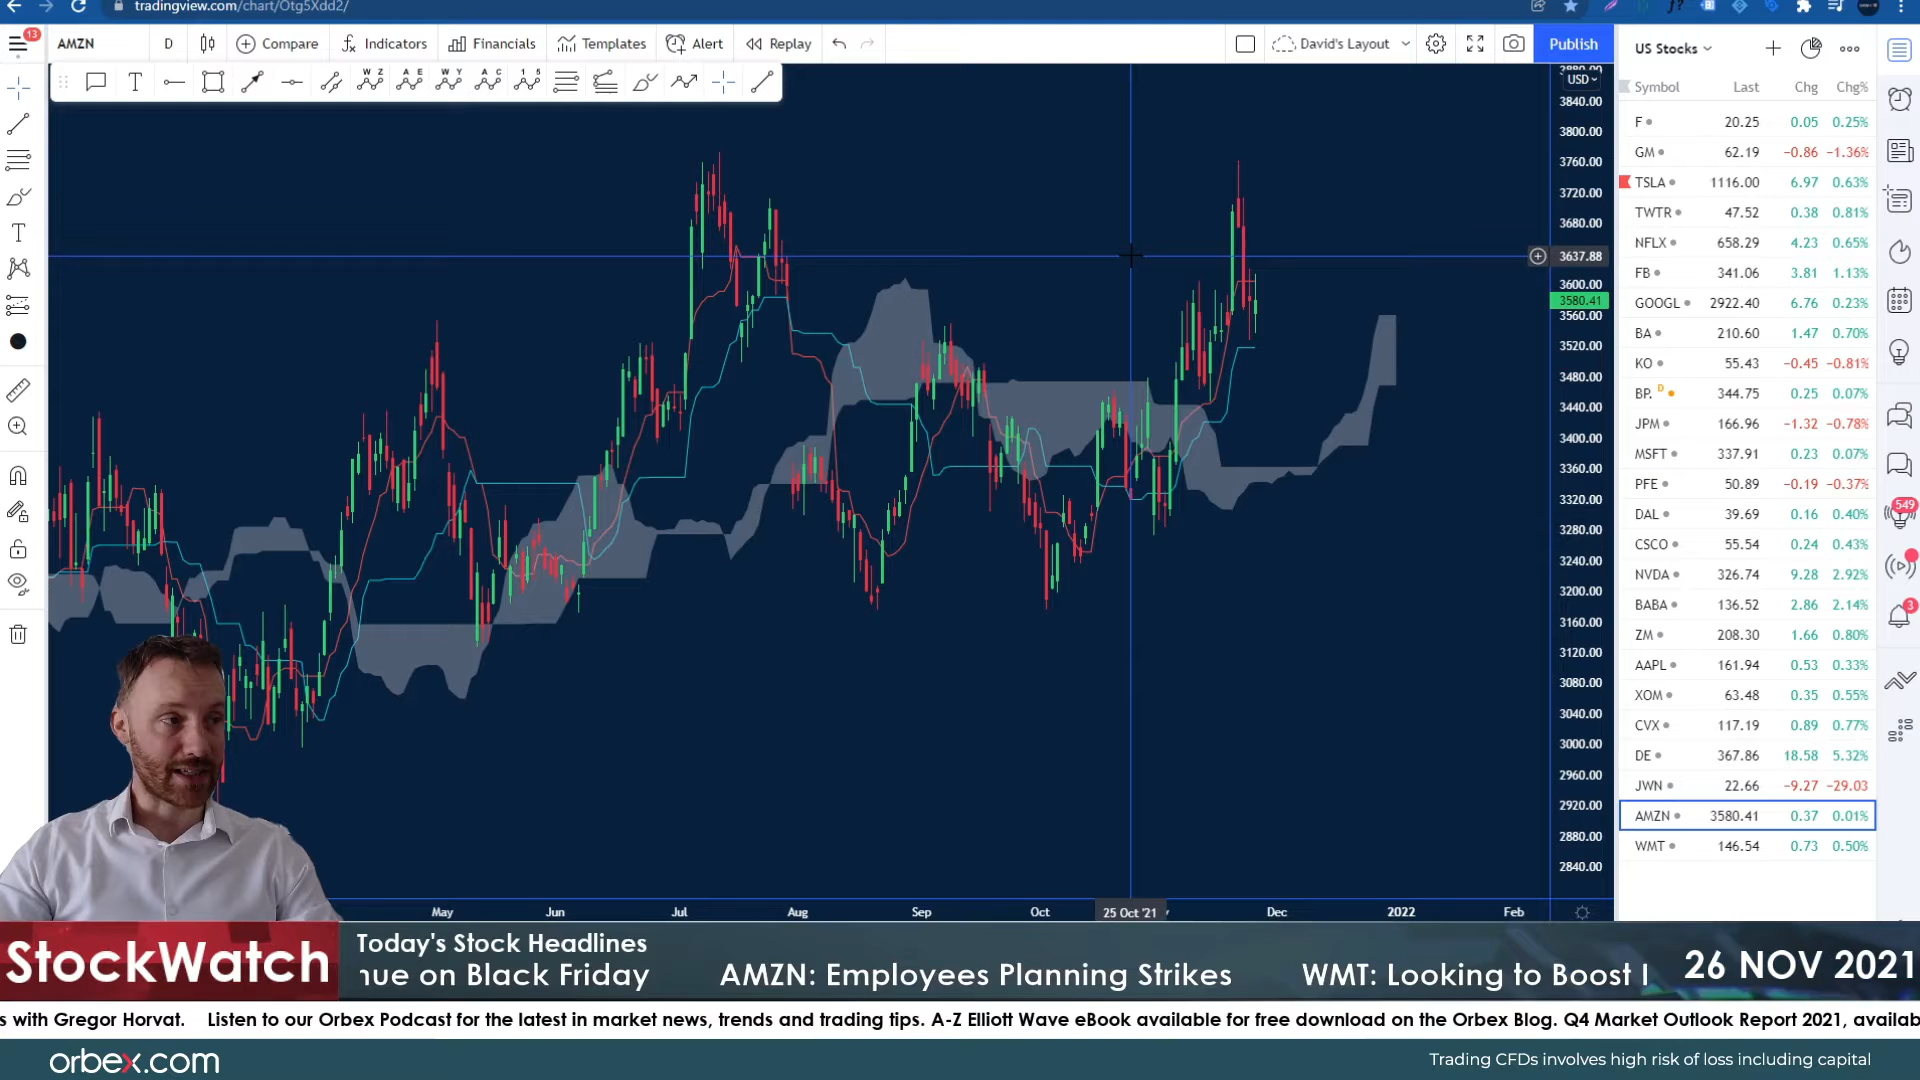 tradingview.com/chart/Otg5Xdd2/
13
AMZN
D
Compare
Indicators
Financials
Templates
Alert
Replay
David's Layout
Publish
US Stocks
W Z
A E
W Y
A C
1 5
T
T
USD
3880.00
3840.00
3800.00
3760.00
3720.00
3680.00
3637.88
3600.00
3580.41
3560.00
3520.00
3480.00
3440.00
3400.00
3360.00
3320.00
3280.00
3240.00
3200.00
3160.00
3120.00
3080.00
3040.00
3000.00
2960.00
2920.00
2880.00
2840.00
May
Jun
Jul
Aug
Sep
Oct
25 Oct '21
Dec
2022
Feb
Symbol Last Chg Chg%
F 20.25 0.05 0.25%
GM 62.19 −0.86 −1.36%
TSLA 1116.00 6.97 0.63%
TWTR 47.52 0.38 0.81%
NFLX 658.29 4.23 0.65%
FB 341.06 3.81 1.13%
GOOGL 2922.40 6.76 0.23%
BA 210.60 1.47 0.70%
KO 55.43 −0.45 −0.81%
BP. D 344.75 0.25 0.07%
JPM 166.96 −1.32 −0.78%
MSFT 337.91 0.23 0.07%
PFE 50.89 −0.19 −0.37%
DAL 39.69 0.16 0.40%
CSCO 55.54 0.24 0.43%
NVDA 326.74 9.28 2.92%
BABA 136.52 2.86 2.14%
ZM 208.30 1.66 0.80%
AAPL 161.94 0.53 0.33%
XOM 63.48 0.35 0.55%
CVX 117.19 0.89 0.77%
DE 367.86 18.58 5.32%
JWN 22.66 −9.27 −29.03
AMZN 3580.41 0.37 0.01%
WMT 146.54 0.73 0.50%
549
3
StockWatch
Today's Stock Headlines
nue on Black Friday AMZN: Employees Planning Strikes WMT: Looking to Boost
26 NOV 2021
s with Gregor Horvat. Listen to our Orbex Podcast for the latest in market news, trends and trading tips. A-Z Elliott Wave eBook available for free download on the Orbex Blog. Q4 Market Outlook Report 2021, availab
orbex.com
Trading CFDs involves high risk of loss including capital